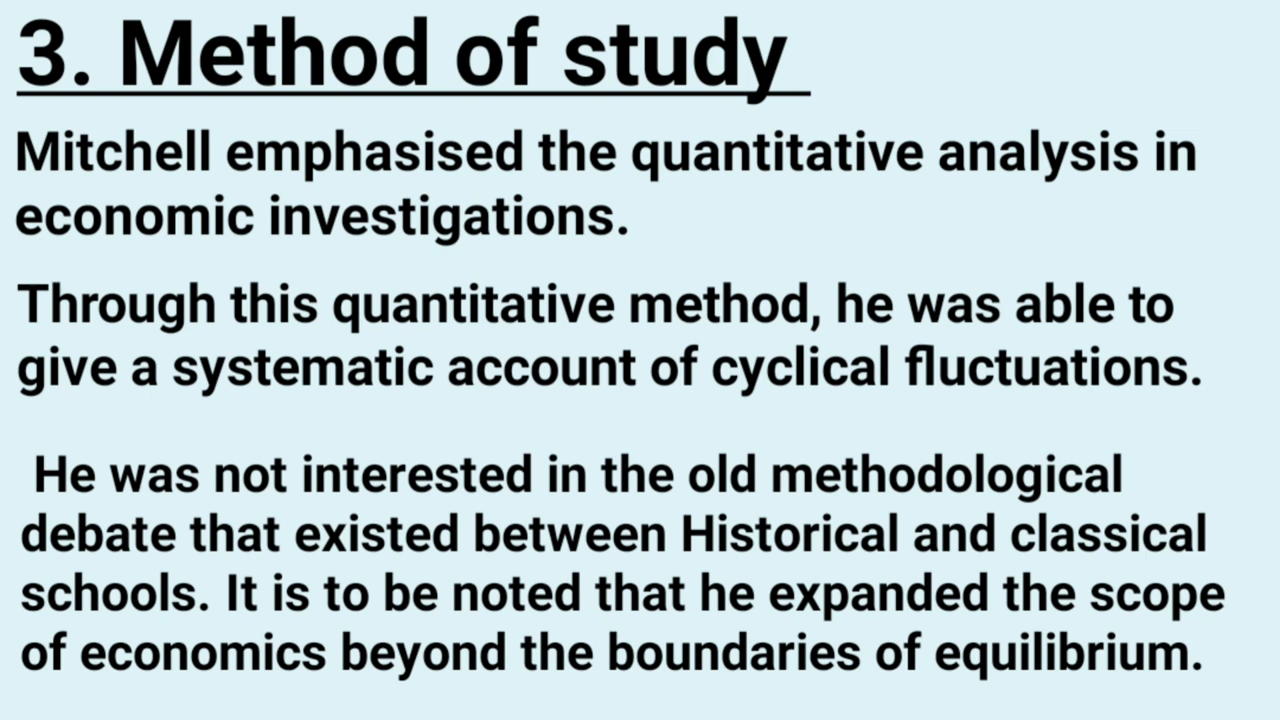 3. Method of study
Mitchell emphasised the quantitative analysis in
economic investigations.
Through this quantitative method, he was able to
give a systematic account of cyclical fluctuations.
He was not interested in the old methodological
debate that existed between Historical and classical
schools. It is to be noted that he expanded the scope
of economics beyond the boundaries of equilibrium.